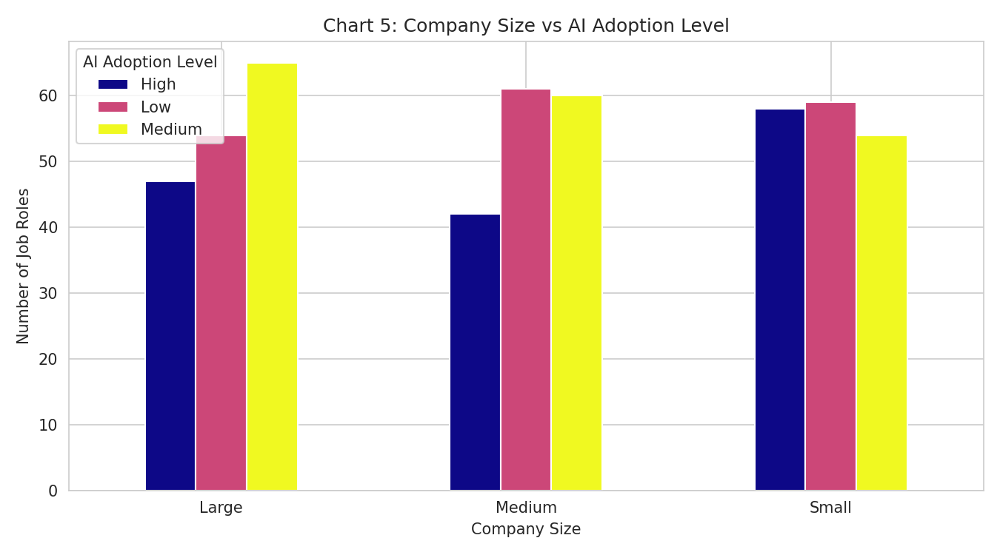 Chart 5: Company Size vs AI Adoption Level
AI Adoption Level
High
Low
Medium
Number of Job Roles
60
50
40
30
20
10
0
Large
Medium
Small
Company Size